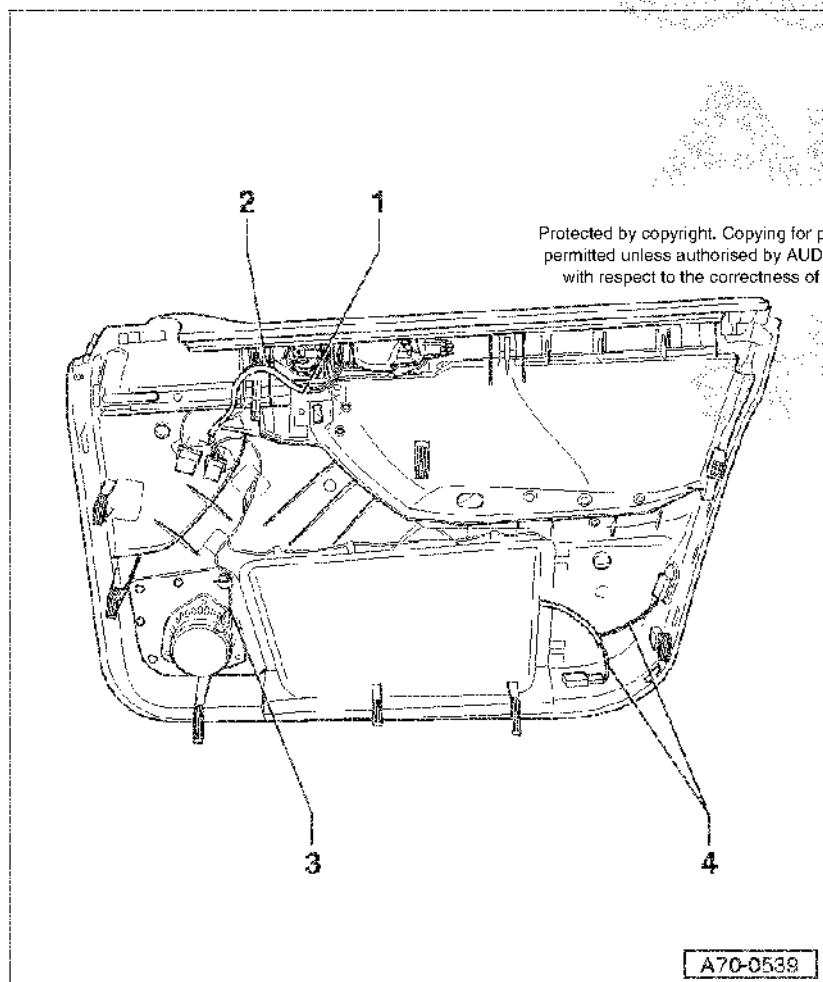 2 1
Protected by copyright. Copying for p
permitted unless authorised by AUD
with respect to the correctness of
3 4
A70-0539